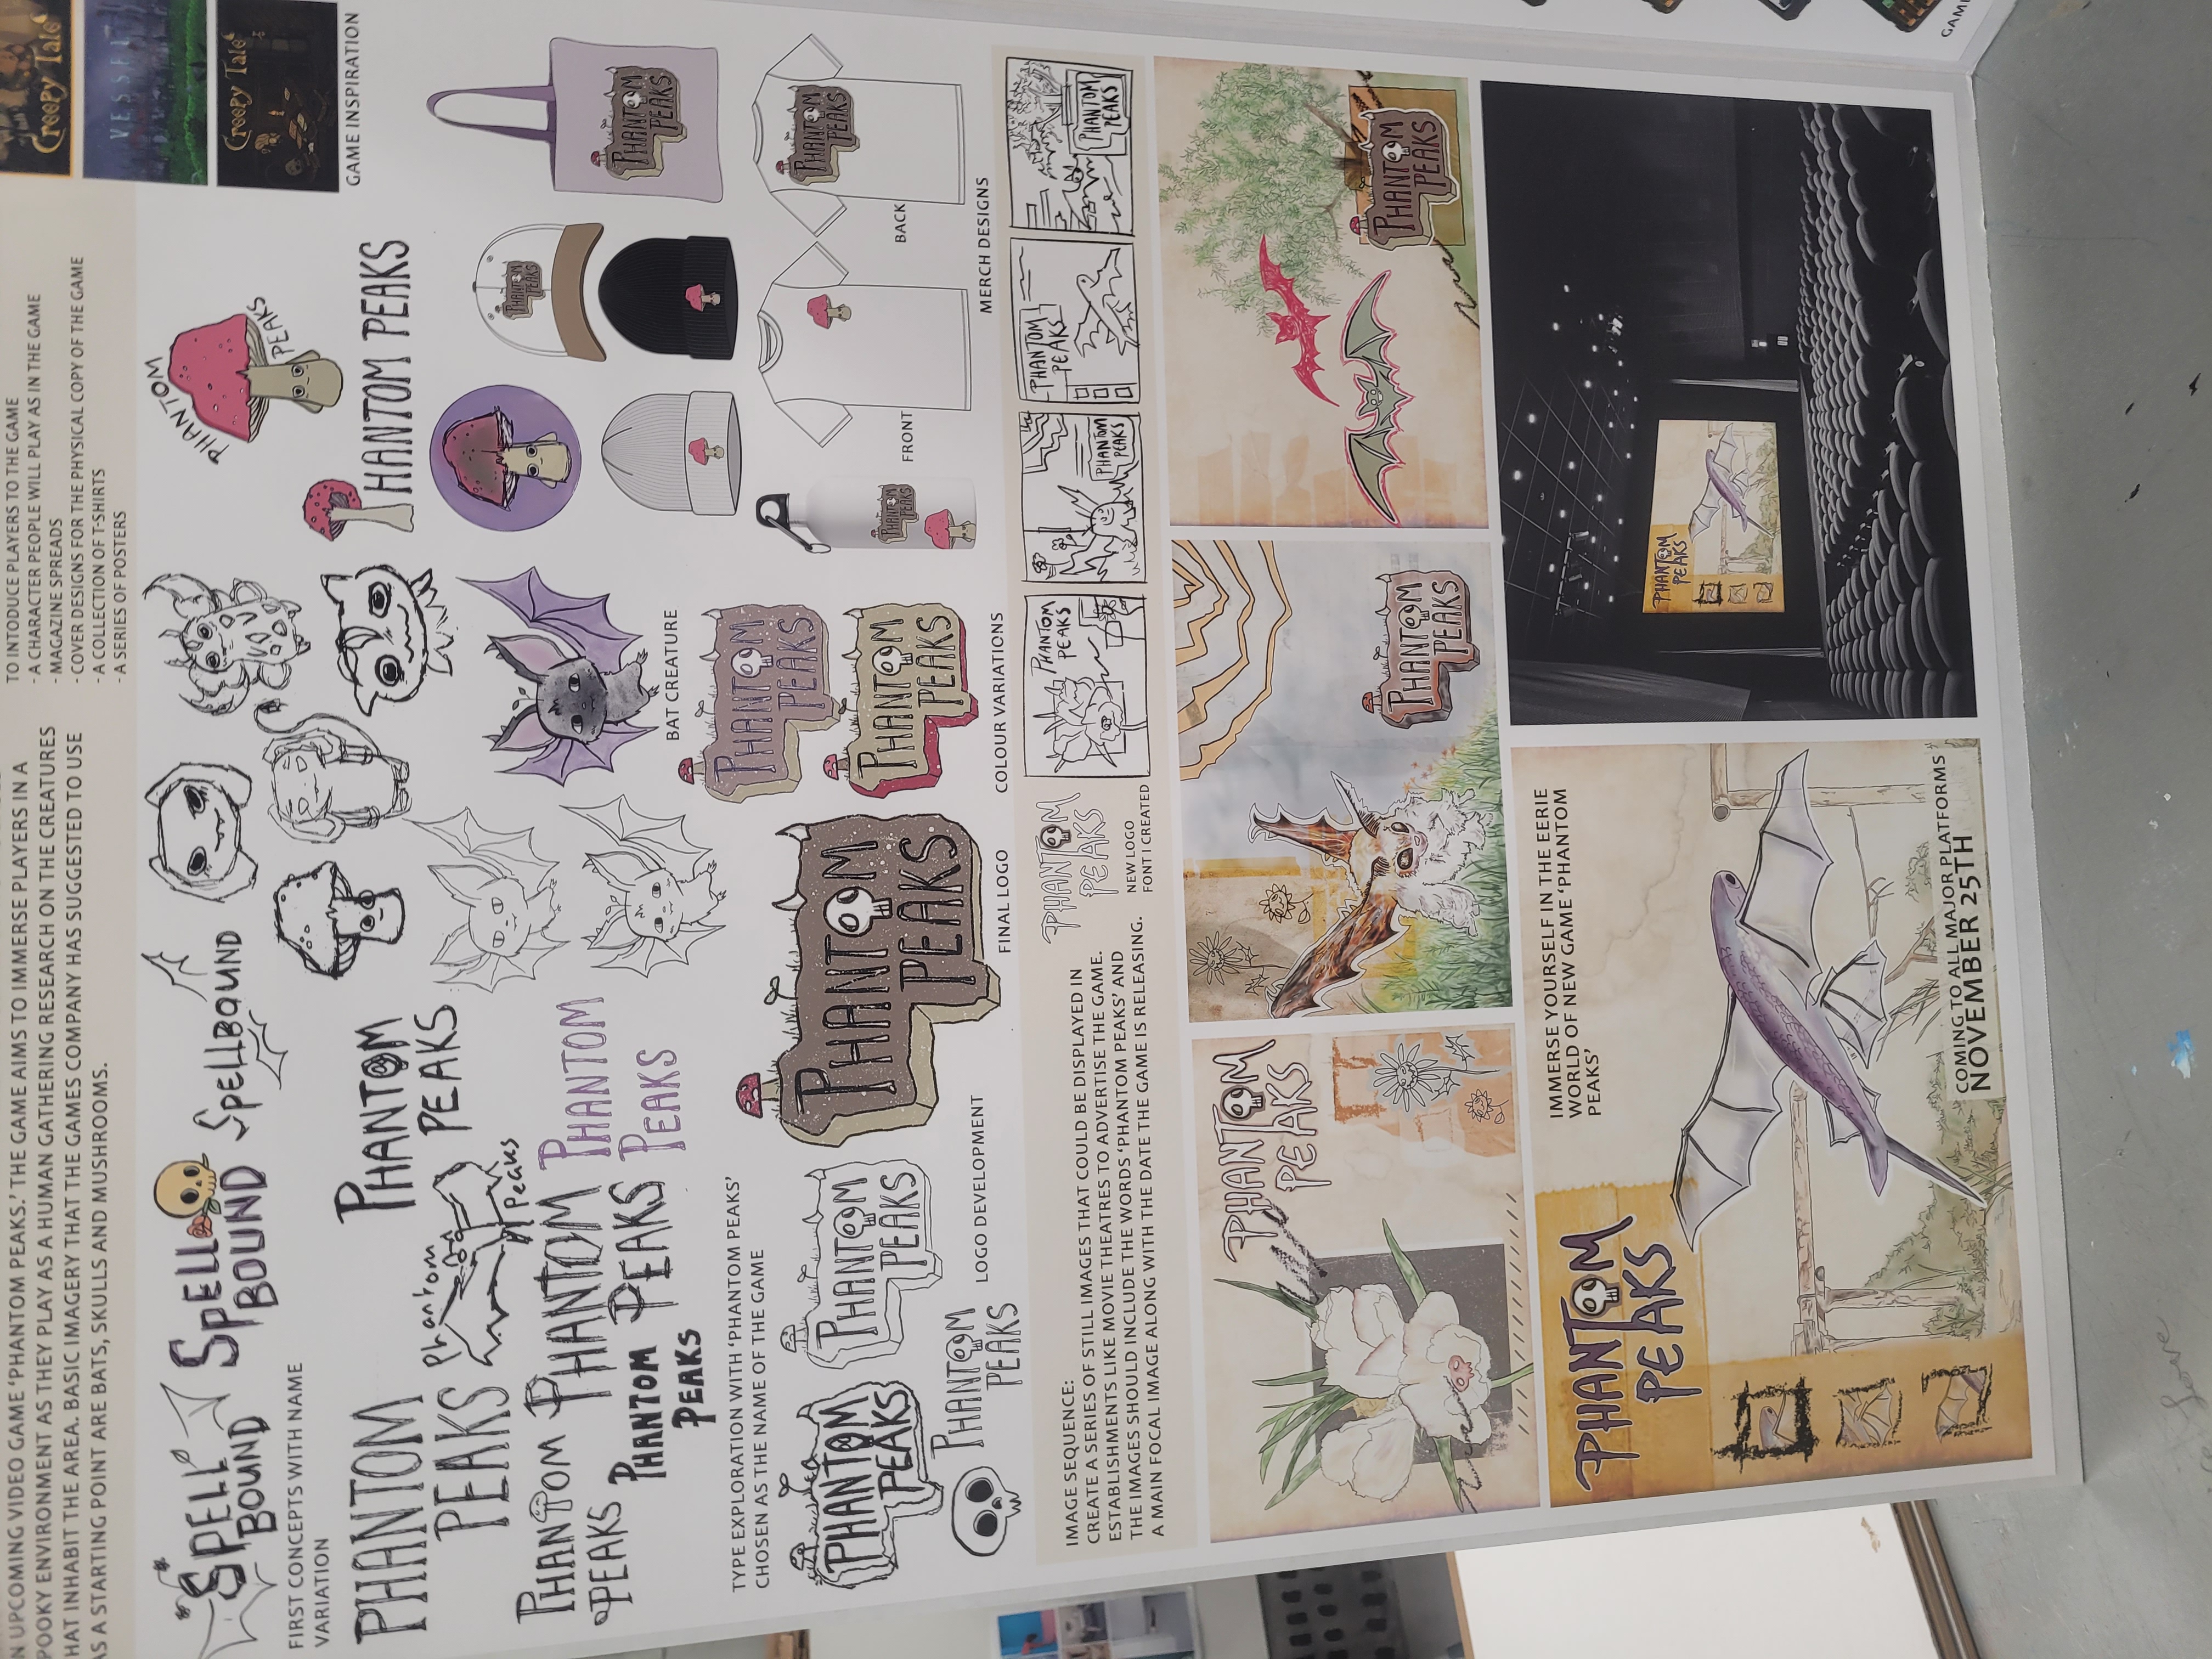 N UPCOMING VIDEO GAME ‘PHANTOM PEAKS.’ THE GAME AIMS TO IMMERSE PLAYERS IN A
POOKY ENVIRONMENT AS THEY PLAY AS A HUMAN GATHERING RESEARCH ON THE CREATURES
HAT INHABIT THE AREA. BASIC IMAGERY THAT THE GAMES COMPANY HAS SUGGESTED TO USE
AS A STARTING POINT ARE BATS, SKULLS AND MUSHROOMS.
TO INTODUCE PLAYERS TO THE GAME
- A CHARACTER PEOPLE WILL PLAY AS IN THE GAME
- MAGAZINE SPREADS
- COVER DESIGNS FOR THE PHYSICAL COPY OF THE GAME
- A COLLECTION OF T-SHIRTS
- A SERIES OF POSTERS
Creepy Tale
VESSEL
Creepy Tale
GAME INSPIRATION
SPELL
BOUND
SPELL
BOUND
SPELLBOUND
FIRST CONCEPTS WITH NAME
VARIATION
PHANTOM
PEAKS
PHANTOM
PEAKS
PHANTOM
PEAKS
Phantom
Peaks
PHANTOM PEAKS
PHANTOM
PEAKS
PHANTOM
PEAKS
PHANTOM
PEAKS
PHANTOM
PEAKS
TYPE EXPLORATION WITH ‘PHANTOM PEAKS’
CHOSEN AS THE NAME OF THE GAME
BAT CREATURE
PHANTOM
PEAKS
PHANTOM
PEAKS
PHANTOM
PEAKS
PHANTOM
PEAKS
PHANTOM
PEAKS
PHANTOM
PEAKS
PHANTOM
PEAKS
PHANTOM
PEAKS
LOGO DEVELOPMENT
FINAL LOGO
PHANTOM
PEAKS
COLOUR VARIATIONS
PHANTOM
PEAKS
FRONT
PHANTOM
PEAKS
BACK
MERCH DESIGNS
IMAGE SEQUENCE:
CREATE A SERIES OF STILL IMAGES THAT COULD BE DISPLAYED IN
ESTABLISHMENTS LIKE MOVIE THEATRES TO ADVERTISE THE GAME.
THE IMAGES SHOULD INCLUDE THE WORDS ‘PHANTOM PEAKS’ AND
A MAIN FOCAL IMAGE ALONG WITH THE DATE THE GAME IS RELEASING.
PHANTOM
PEAKS
NEW LOGO
FONT I CREATED
PHANTOM
PEAKS
PHANTOM
PEAKS
PHANTOM
PEAKS
PHANTOM
PEAKS
PHANTOM
PEAKS
PHANTOM
PEAKS
PHANTOM
PEAKS
PHANTOM
PEAKS
IMMERSE YOURSELF IN THE EERIE
WORLD OF NEW GAME ‘PHANTOM
PEAKS’
COMING TO ALL MAJOR PLATFORMS
NOVEMBER 25TH
PHANTOM
PEAKS
GAM
Love